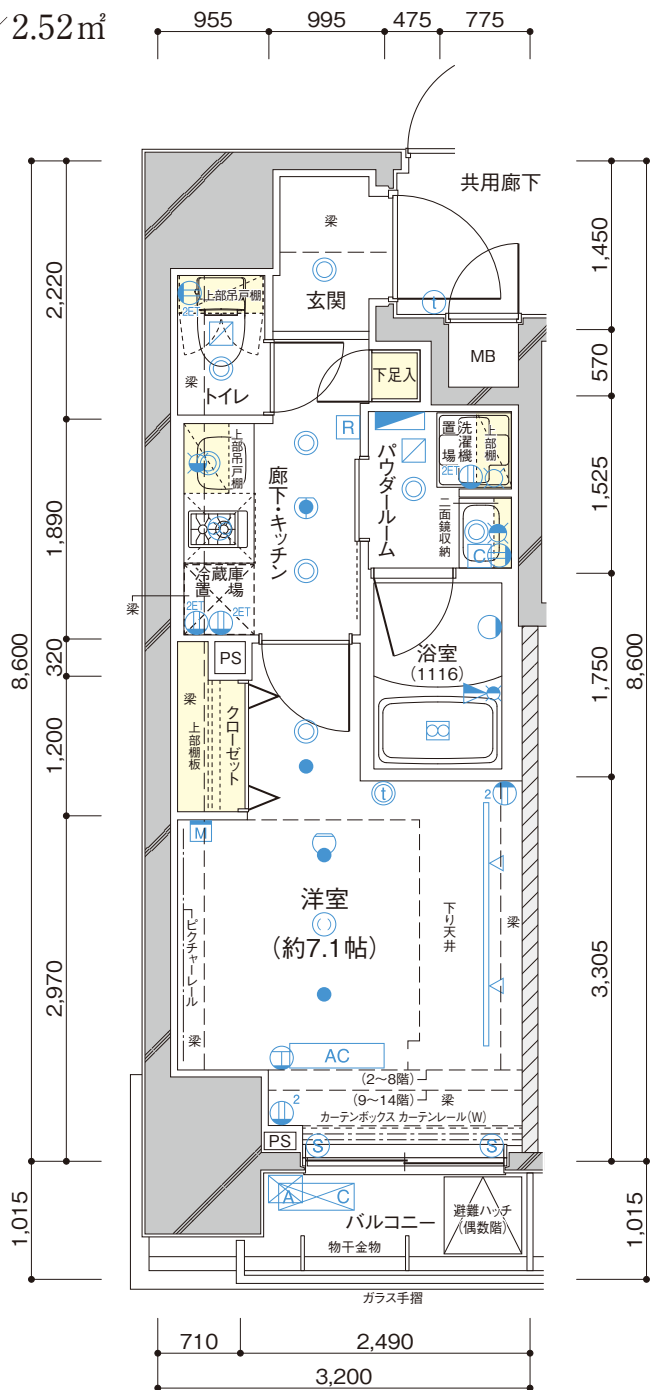 ／2.52㎡
955 995 475 775
共用廊下
梁
玄関
t
MB
上部吊戸棚
2E
梁
トイレ
下足入
R
上部吊戸棚
廊下・キッチン
パウダールーム
洗濯機置場
上部棚
2ET
二面鏡収納
C
冷蔵庫置場
梁
2ET
2ET
PS
浴室
(1116)
梁
上部棚板
クローゼット
t
2
M
洋室
（約7.1帖）
下り天井
梁
ピクチャーレール
梁
AC
(2〜8階)
(9〜14階) 梁
2
カーテンボックス カーテンレール(W)
PS
S
S
A C
バルコニー
避難ハッチ
(偶数階)
物干金物
ガラス手摺
8,600
2,220
1,890
320
1,200
2,970
1,015
1,450
570
1,525
1,750
3,305
8,600
1,015
710 2,490
3,200